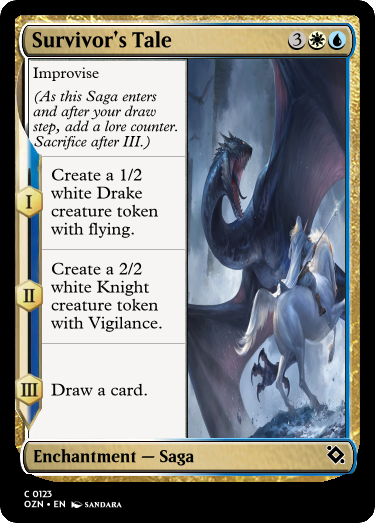 Survivor's Tale 3
Improvise
(As this Saga enters
and after your draw
step, add a lore counter.
Sacrifice after III.)
I
Create a 1/2
white Drake
creature token
with flying.
II
Create a 2/2
white Knight
creature token
with Vigilance.
III
Draw a card.
Enchantment — Saga
C 0123
OZN • EN SANDARA